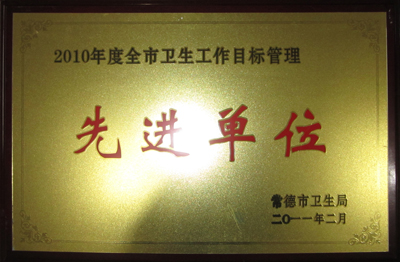 2010年度全市卫生工作目标管理
先进单位
常德市卫生局
二〇一一年二月